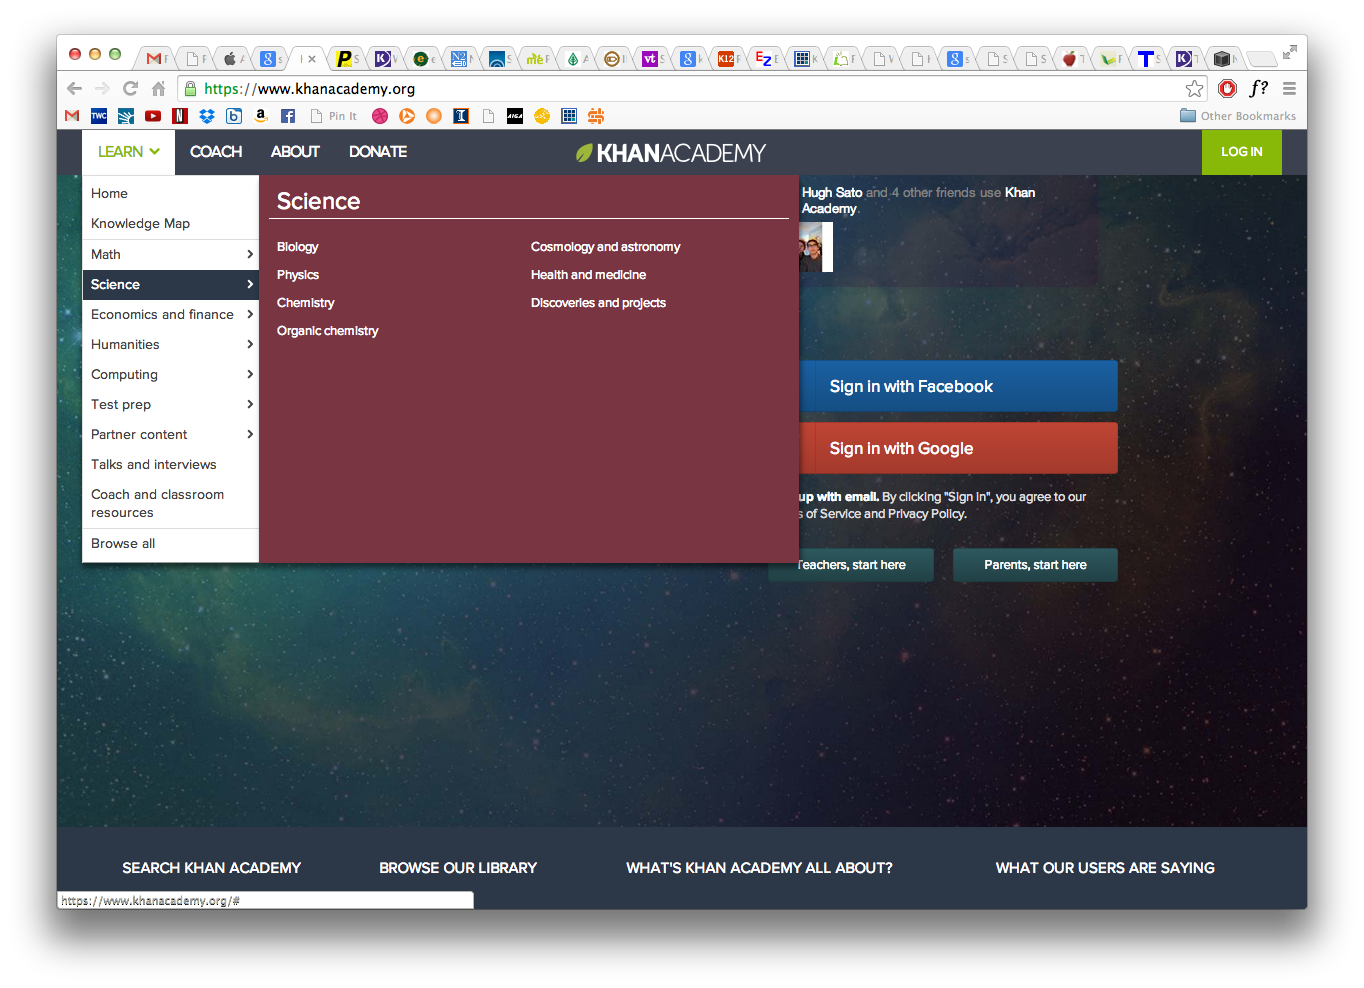 https://www.khanacademy.org
f?
TWC
Pin It
AIGA
Other Bookmarks
LEARN
COACH
ABOUT
DONATE
KHANACADEMY
LOG IN
Home
Knowledge Map
Math
Science
Economics and finance
Humanities
Computing
Test prep
Partner content
Talks and interviews
Coach and classroom
resources
Browse all
Science
Biology
Physics
Chemistry
Organic chemistry
Cosmology and astronomy
Health and medicine
Discoveries and projects
Hugh Sato and 4 other friends use Khan
Academy.
Sign in with Facebook
Sign in with Google
up with email. By clicking "Sign in", you agree to our
s of Service and Privacy Policy.
Teachers, start here
Parents, start here
SEARCH KHAN ACADEMY
BROWSE OUR LIBRARY
WHAT'S KHAN ACADEMY ALL ABOUT?
WHAT OUR USERS ARE SAYING
https://www.khanacademy.org/#